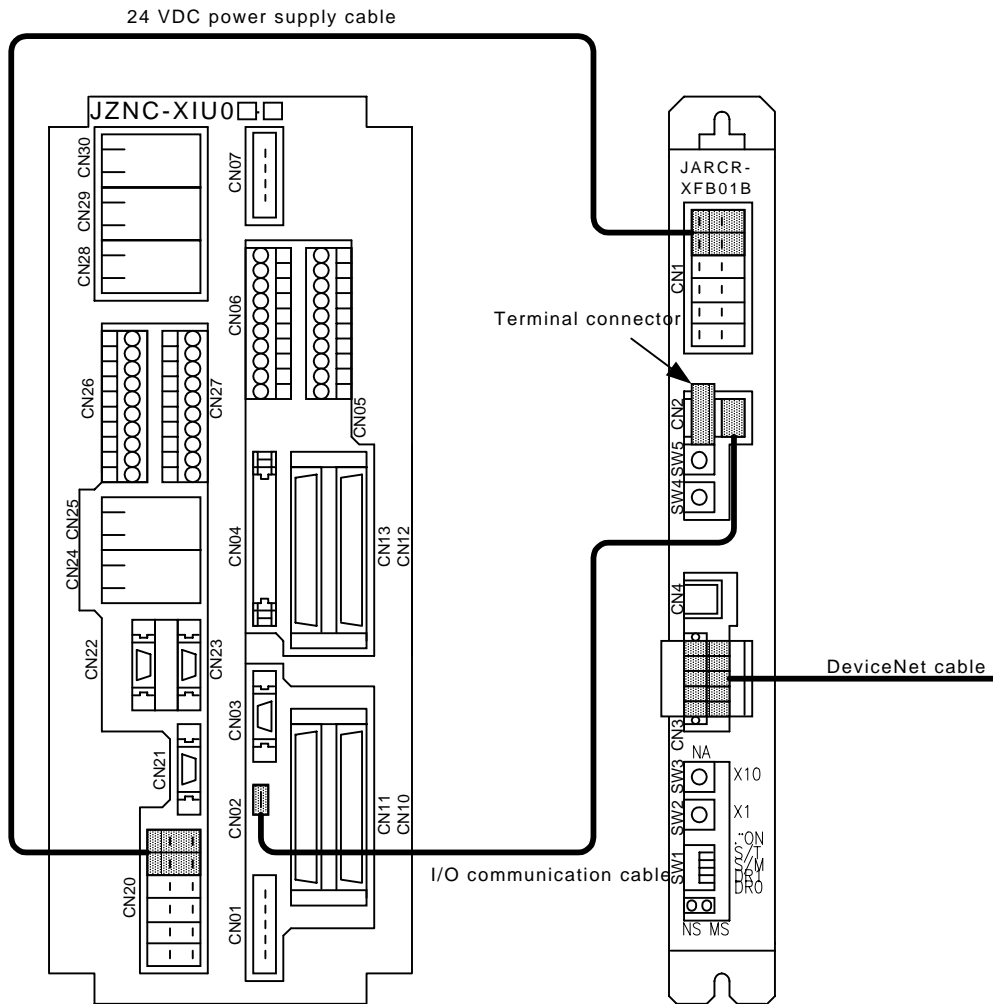 24 VDC power supply cable
JZNC-XIU0□-□
CN30
CN29
CN28
CN07
CN06
CN26
CN27
CN05
CN25
CN24
CN04
CN13
CN12
CN22
CN23
CN03
CN21
CN02
CN11
CN10
CN20
CN01
I/O communication cable
JARCR-
XFB01B
CN1
Terminal connector
CN2
SW5
SW4
CN4
DeviceNet cable
CN3
NA
SW3
X10
SW2
X1
SW1
ON
S/T
S/M
DR1
DR0
NS MS